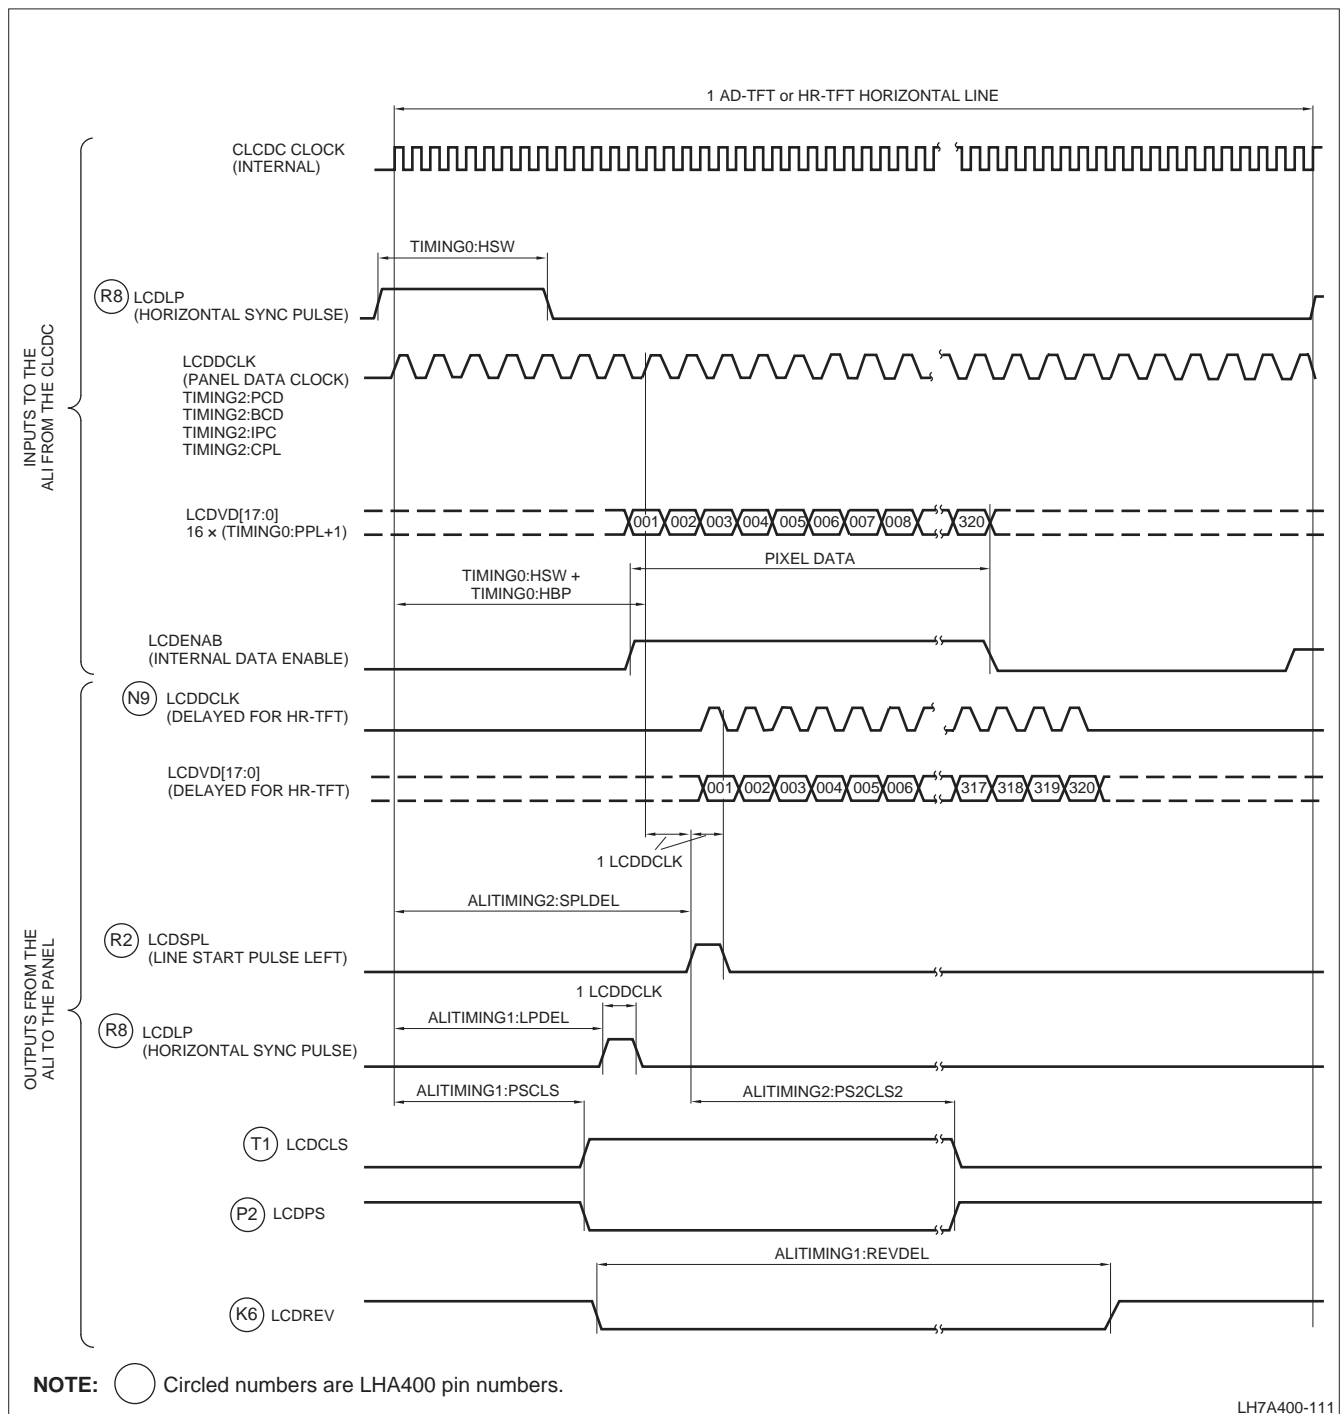 1 AD-TFT or HR-TFT HORIZONTAL LINE
CLCDC CLOCK
(INTERNAL)
TIMING0:HSW
R8
LCDLP
(HORIZONTAL SYNC PULSE)
INPUTS TO THE
ALI FROM THE CLCDC
LCDDCLK
(PANEL DATA CLOCK)
TIMING2:PCD
TIMING2:BCD
TIMING2:IPC
TIMING2:CPL
LCDVD[17:0]
16 × (TIMING0:PPL+1)
001 002 003 004 005 006 007 008 320
PIXEL DATA
TIMING0:HSW +
TIMING0:HBP
LCDENAB
(INTERNAL DATA ENABLE)
N9
LCDDCLK
(DELAYED FOR HR-TFT)
LCDVD[17:0]
(DELAYED FOR HR-TFT)
001 002 003 004 005 006 317 318 319 320
1 LCDDCLK
ALITIMING2:SPLDEL
OUTPUTS FROM THE
ALI TO THE PANEL
R2
LCDSPL
(LINE START PULSE LEFT)
1 LCDDCLK
ALITIMING1:LPDEL
R8
LCDLP
(HORIZONTAL SYNC PULSE)
ALITIMING1:PSCLS
ALITIMING2:PS2CLS2
T1 LCDCLS
P2 LCDPS
ALITIMING1:REVDEL
K6 LCDREV
NOTE: Circled numbers are LHA400 pin numbers.
LH7A400-111